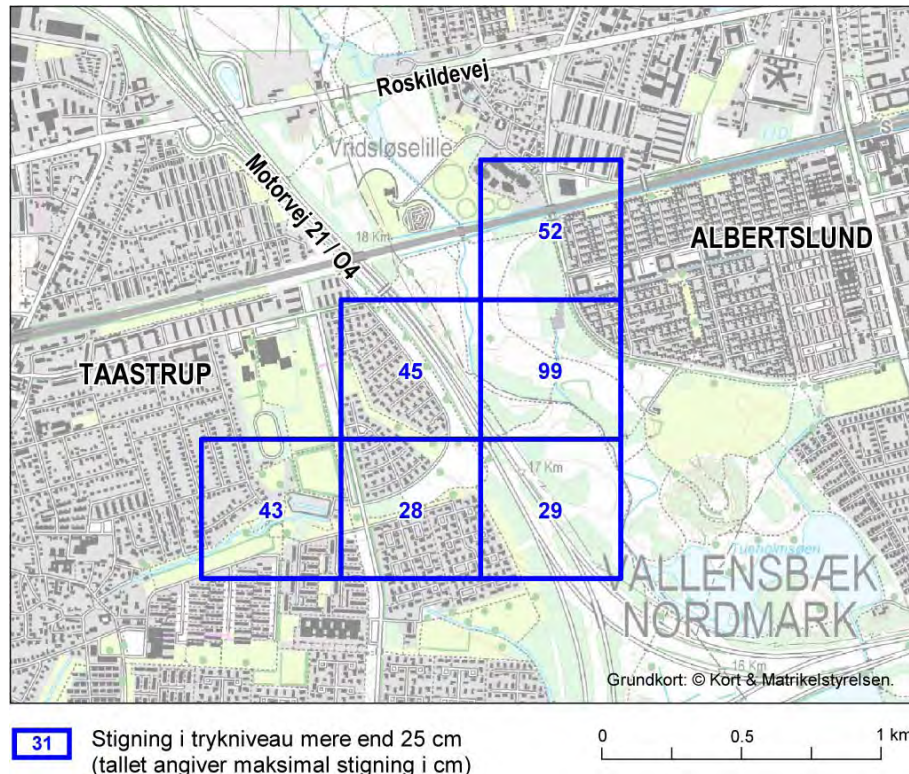 Roskildevej
Vridsløselille
Motorvej 21 / O4
18 Km
S
52
ALBERTSLUND
TAASTRUP
45
99
17 Km
43
28
29
Tueholmsøen
VALLENSBÆK
NORDMARK
16 Km
Grundkort: © Kort & Matrikelstyrelsen.
31
Stigning i trykniveau mere end 25 cm
(tallet angiver maksimal stigning i cm)
0 0.5 1 km